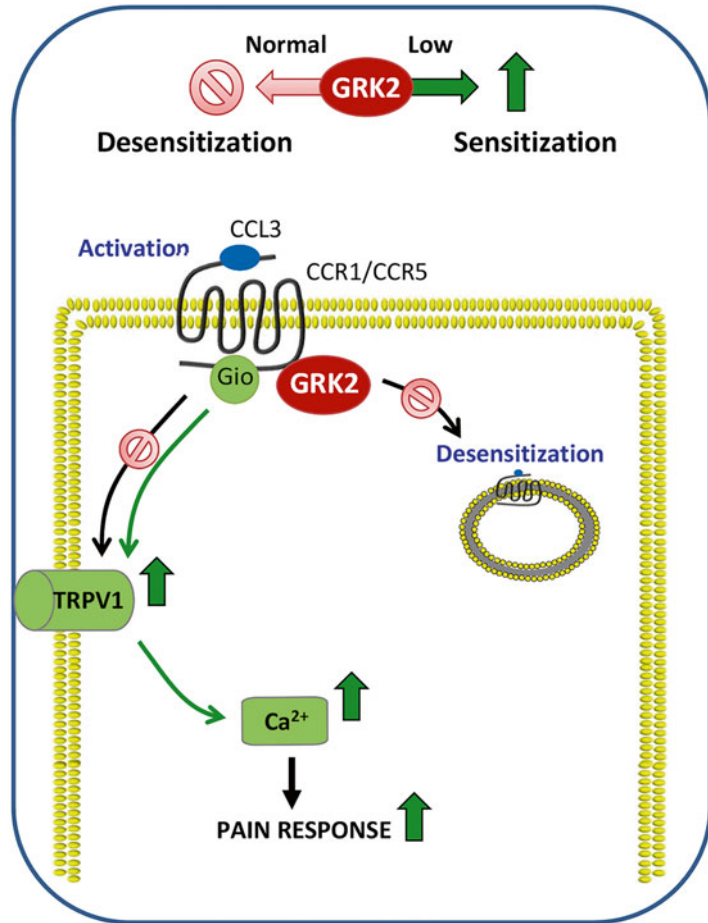 Normal
Low
GRK2
Desensitization
Sensitization
CCL3
Activation
CCR1/CCR5
Gio
GRK2
Desensitization
TRPV1
Ca²⁺
PAIN RESPONSE